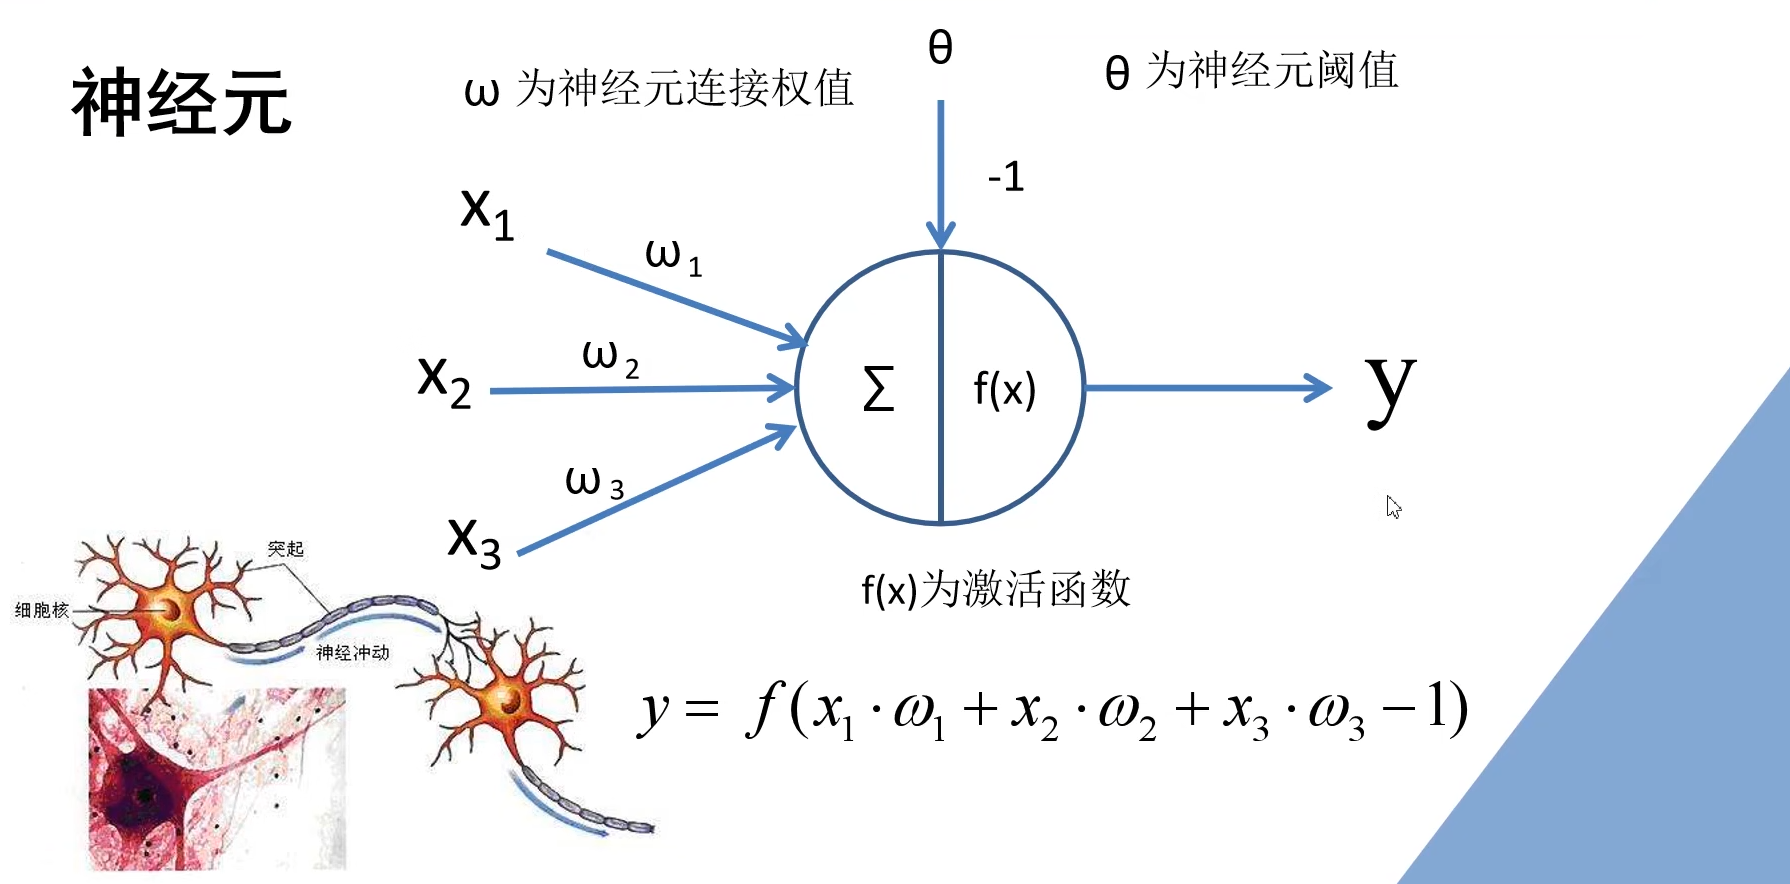 神经元
ω 为神经元连接权值
θ
θ 为神经元阈值
-1
x1
ω1
x2
ω2
x3
ω3
∑
f(x)
y
f(x)为激活函数
突起
细胞核
神经冲动
y = f(x1·ω1 + x2·ω2 + x3·ω3 − 1)